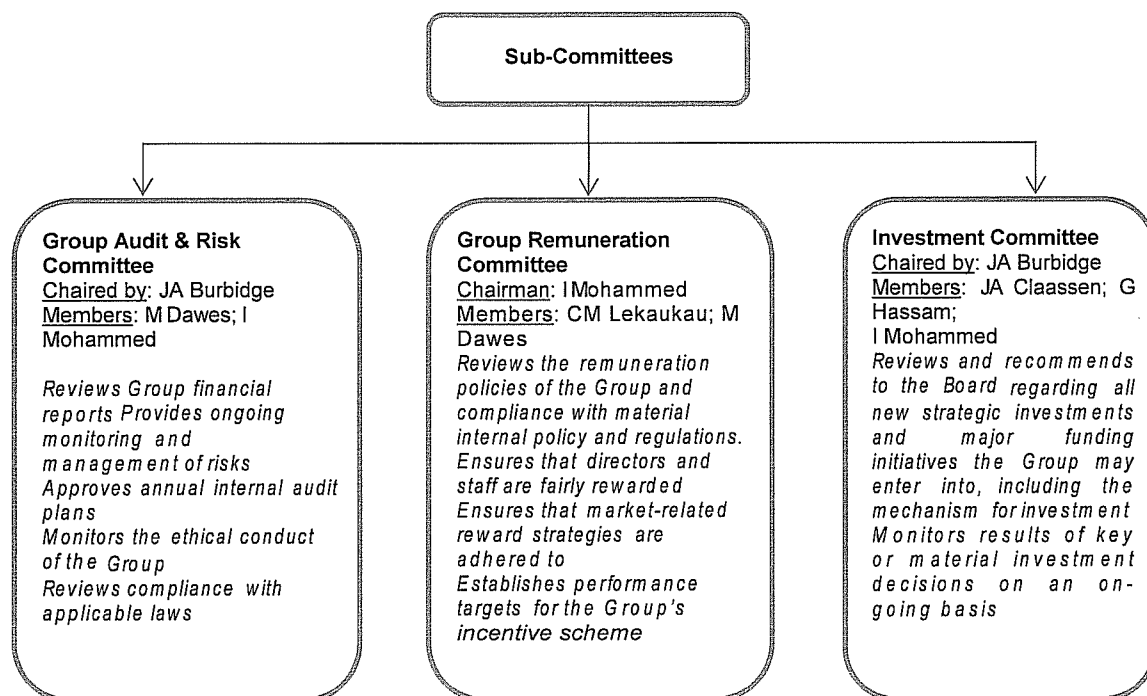 Sub-Committees
Group Audit & Risk
Committee
Chaired by: JA Burbidge
Members: M Dawes; I
Mohammed
Reviews Group financial
reports Provides ongoing
monitoring and
management of risks
Approves annual internal audit
plans
Monitors the ethical conduct
of the Group
Reviews compliance with
applicable laws
Group Remuneration
Committee
Chairman: I Mohammed
Members: CM Lekaukau; M
Dawes
Reviews the remuneration
policies of the Group and
compliance with material
internal policy and regulations.
Ensures that directors and
staff are fairly rewarded
Ensures that market-related
reward strategies are
adhered to
Establishes performance
targets for the Group's
incentive scheme
Investment Committee
Chaired by: JA Burbidge
Members: JA Claassen; G
Hassam;
I Mohammed
Reviews and recommends
to the Board regarding all
new strategic investments
and major funding
initiatives the Group may
enter into, including the
mechanism for investment
Monitors results of key
or material investment
decisions on an on-
going basis